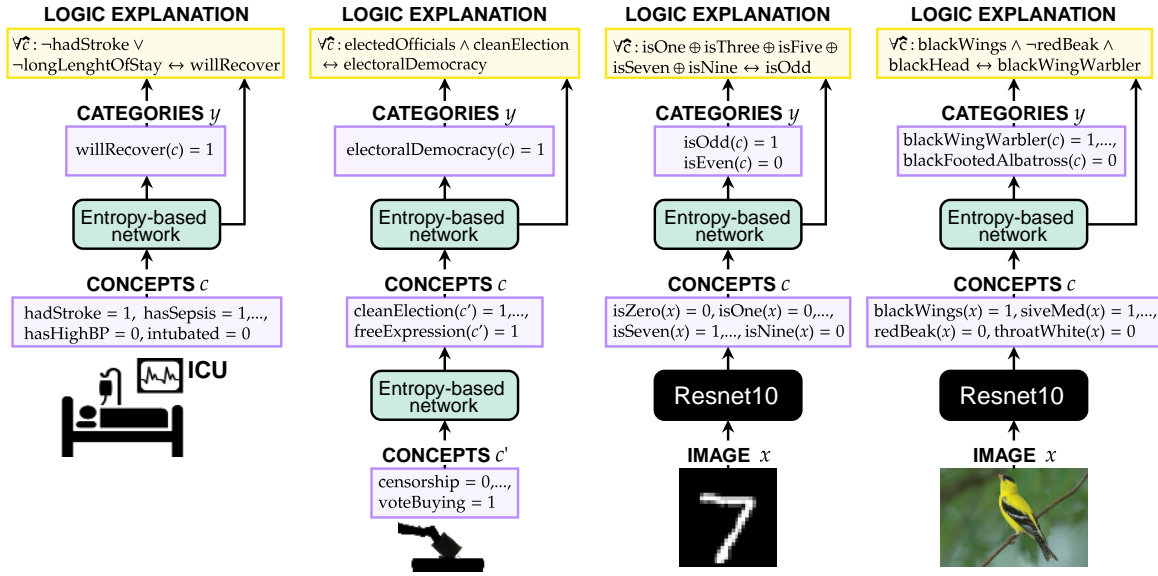 LOGIC EXPLANATION
∀ĉ : ¬hadStroke ∨
¬longLenghtOfStay ↔ willRecover
CATEGORIES y
willRecover(c) = 1
Entropy-based
network
CONCEPTS c
hadStroke = 1, hasSepsis = 1,...,
hasHighBP = 0, intubated = 0
ICU
LOGIC EXPLANATION
∀ĉ : electedOfficials ∧ cleanElection
↔ electoralDemocracy
CATEGORIES y
electoralDemocracy(c) = 1
Entropy-based
network
CONCEPTS c
cleanElection(c') = 1,...,
freeExpression(c') = 1
Entropy-based
network
CONCEPTS c'
censorship = 0,...,
voteBuying = 1
LOGIC EXPLANATION
∀ĉ : isOne ⊕ isThree ⊕ isFive ⊕
isSeven ⊕ isNine ↔ isOdd
CATEGORIES y
isOdd(c) = 1
isEven(c) = 0
Entropy-based
network
CONCEPTS c
isZero(x) = 0, isOne(x) = 0,...,
isSeven(x) = 1,..., isNine(x) = 0
Resnet10
IMAGE x
7
LOGIC EXPLANATION
∀ĉ : blackWings ∧ ¬redBeak ∧
blackHead ↔ blackWingWarbler
CATEGORIES y
blackWingWarbler(c) = 1,...,
blackFootedAlbatross(c) = 0
Entropy-based
network
CONCEPTS c
blackWings(x) = 1, siveMed(x) = 1,...,
redBeak(x) = 0, throatWhite(x) = 0
Resnet10
IMAGE x